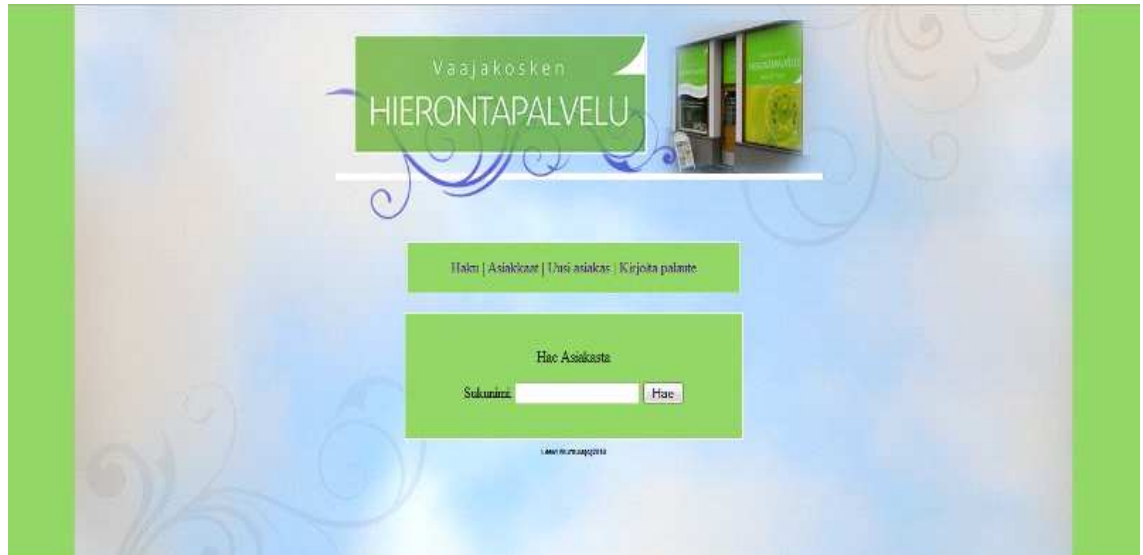 Vaajakosken
HIERONTAPALVELU
Haku | Asiakkaat | Uusi asiakas | Kirjoita palaute
Hae Asiakasta
Sukunimi: Hae